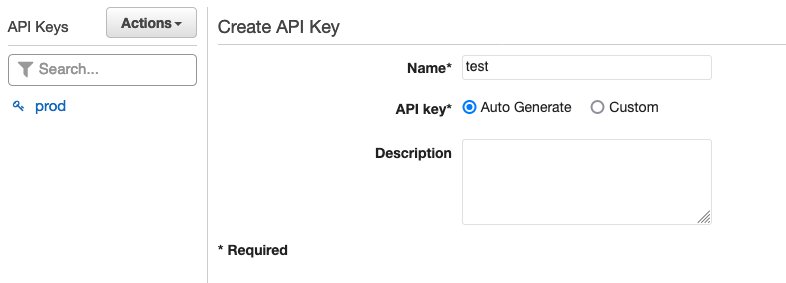 API Keys
Actions
Search...
prod
Create API Key
Name* test
API key* Auto Generate Custom
Description
* Required